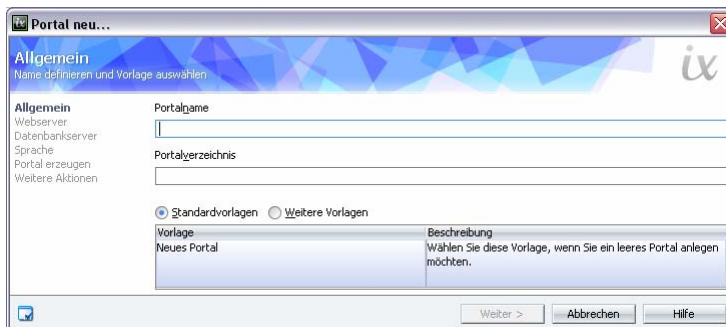 Portal neu...
Allgemein
Name definieren und Vorlage auswählen
ix
Allgemein
Webserver
Datenbankserver
Sprache
Portal erzeugen
Weitere Aktionen
Portalname
Portalverzeichnis
Standardvorlagen Weitere Vorlagen
Vorlage Beschreibung
Neues Portal Wählen Sie diese Vorlage, wenn Sie ein leeres Portal anlegen
möchten.
Weiter > Abbrechen Hilfe